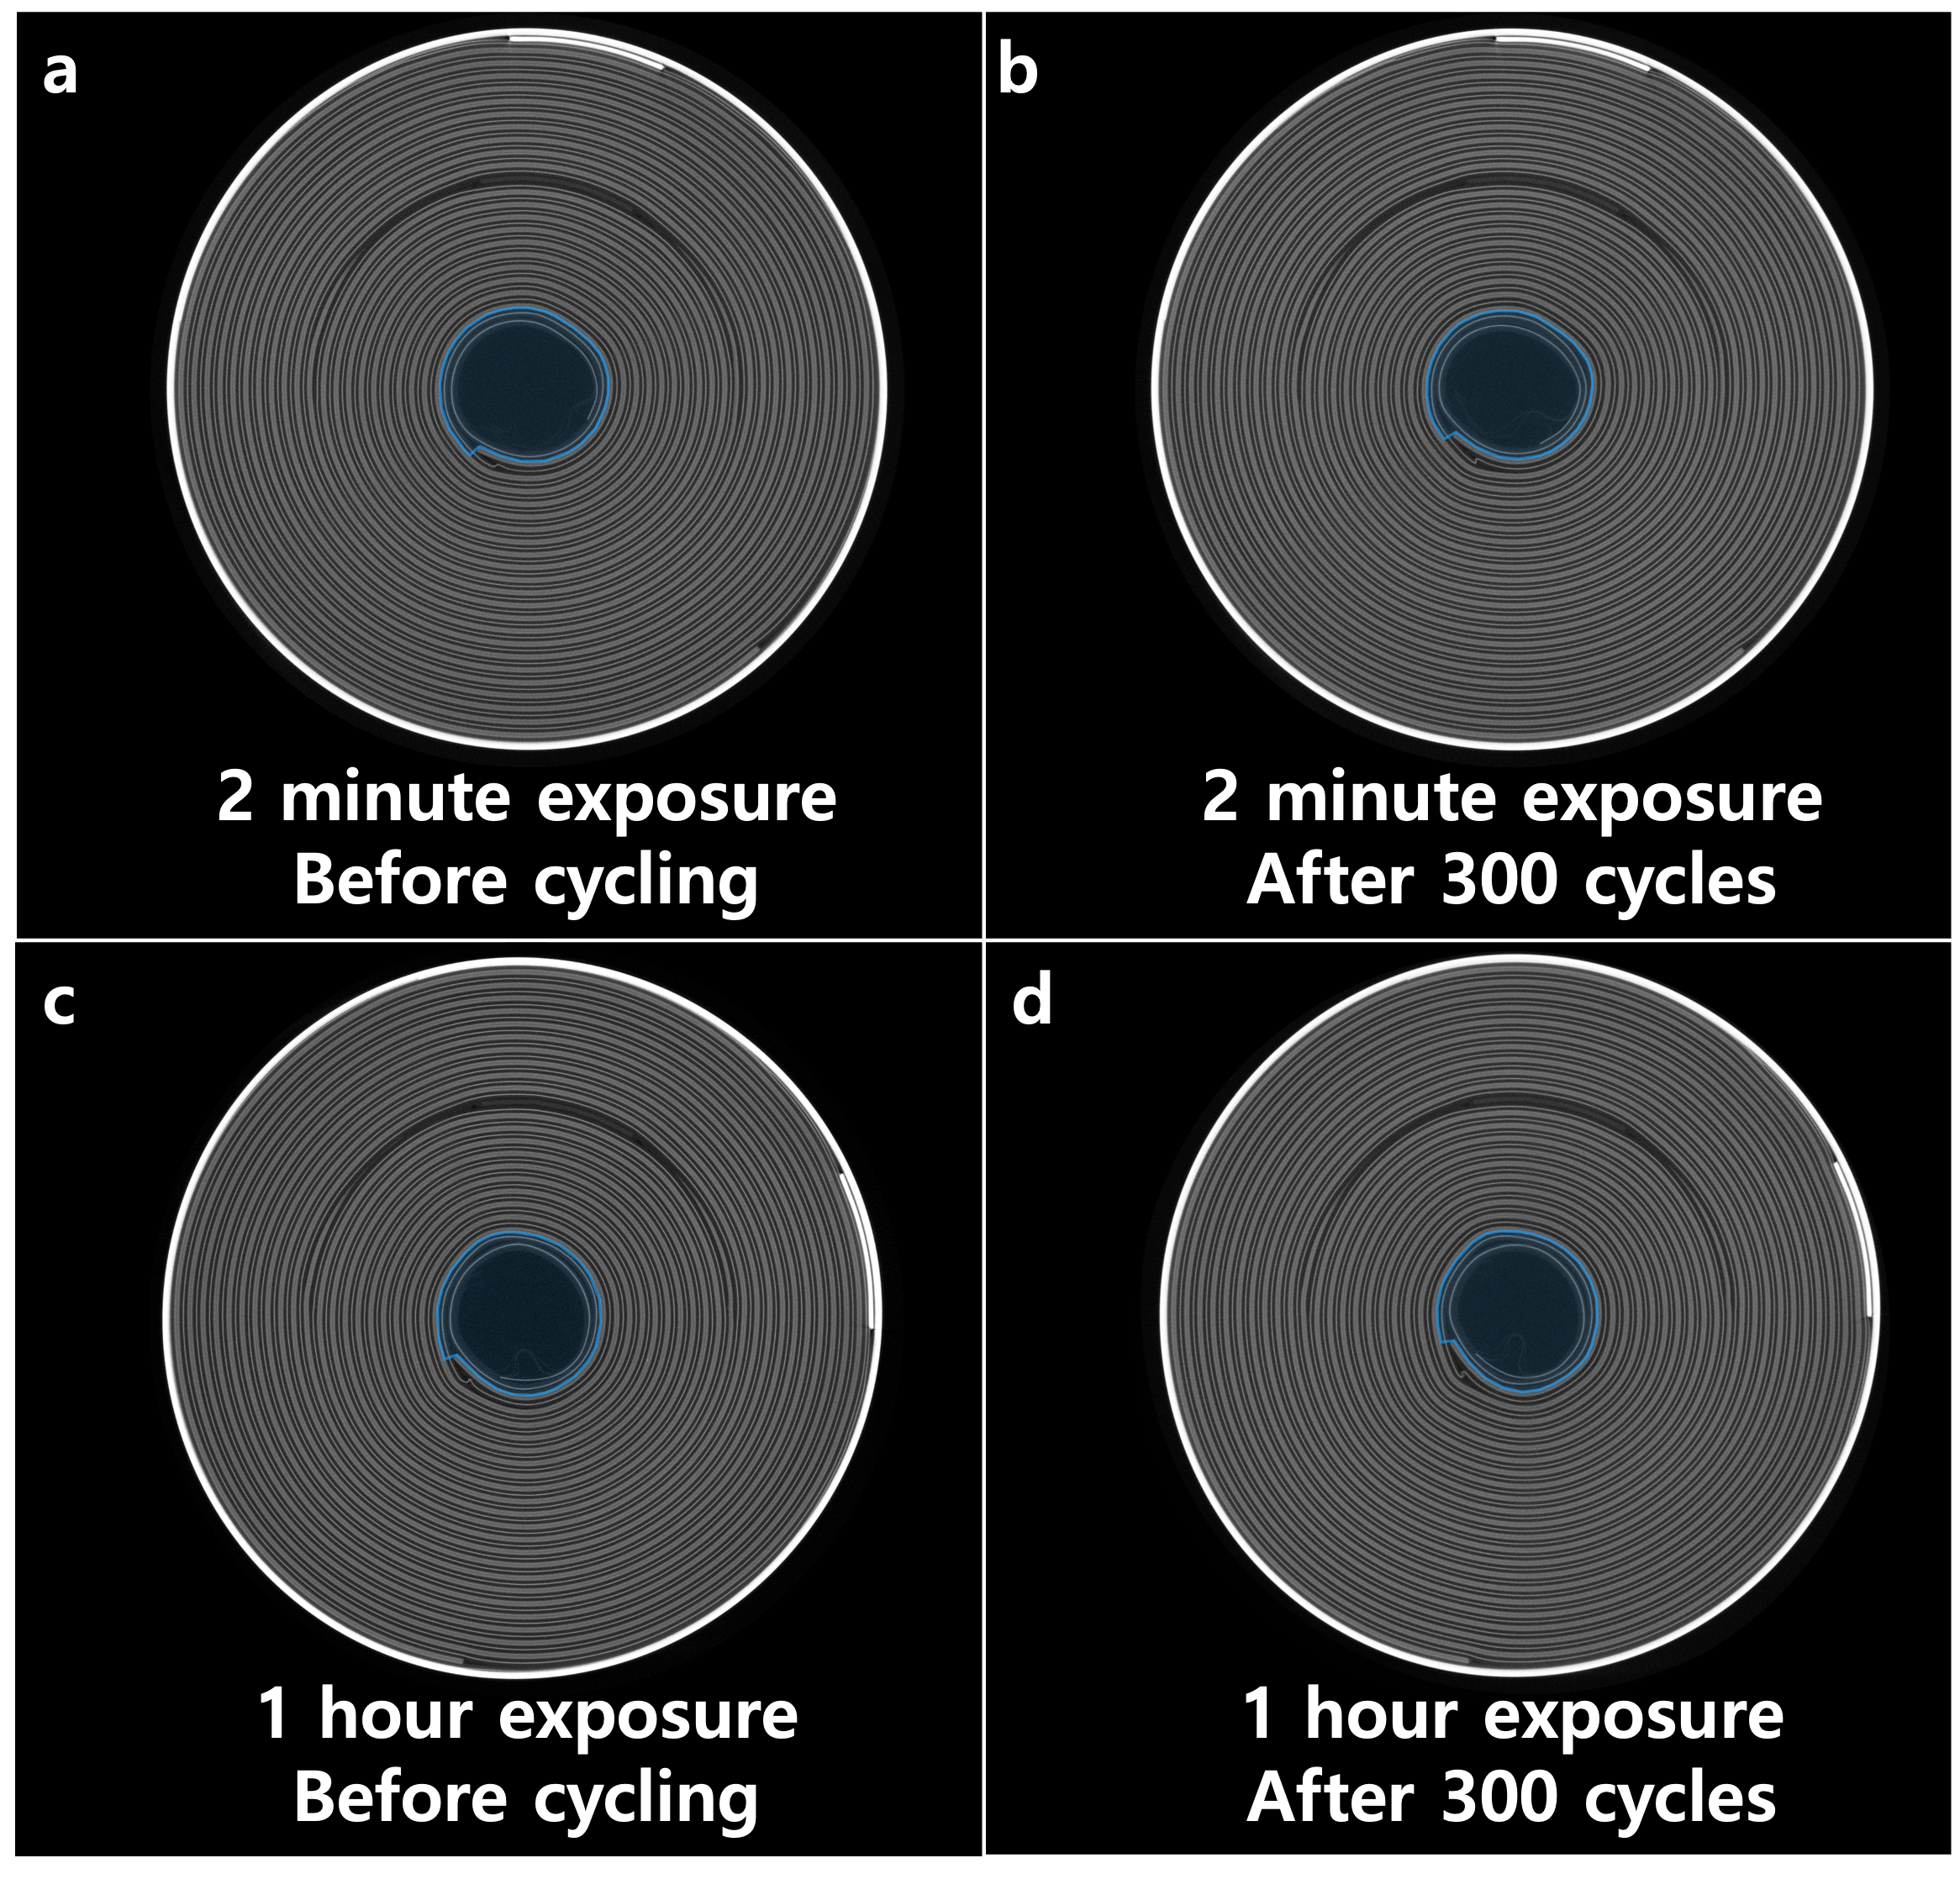 a
b
2 minute exposure
Before cycling
2 minute exposure
After 300 cycles
c
d
1 hour exposure
Before cycling
1 hour exposure
After 300 cycles